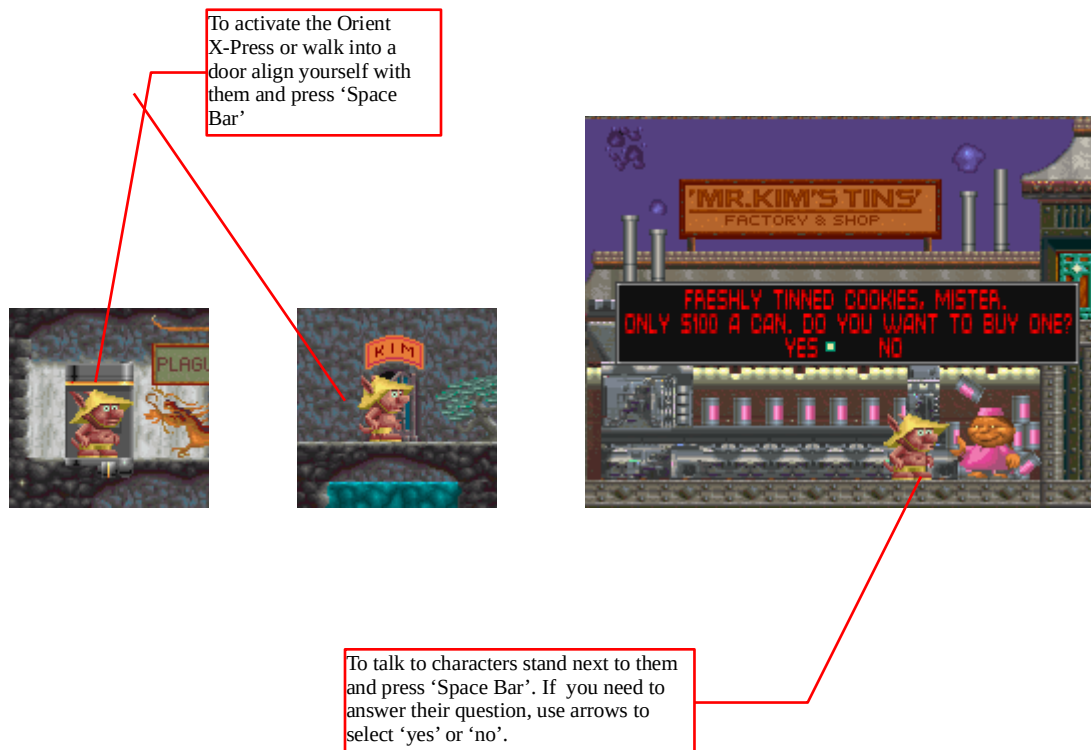 To activate the Orient
X-Press or walk into a
door align yourself with
them and press ‘Space
Bar’
'MR.KIM'S TINS'
FACTORY & SHOP
FRESHLY TINNED COOKIES, MISTER.
ONLY $100 A CAN. DO YOU WANT TO BUY ONE?
YES NO
PLAGU
KIM
To talk to characters stand next to them
and press ‘Space Bar’. If  you need to
answer their question, use arrows to
select ‘yes’ or ‘no’.